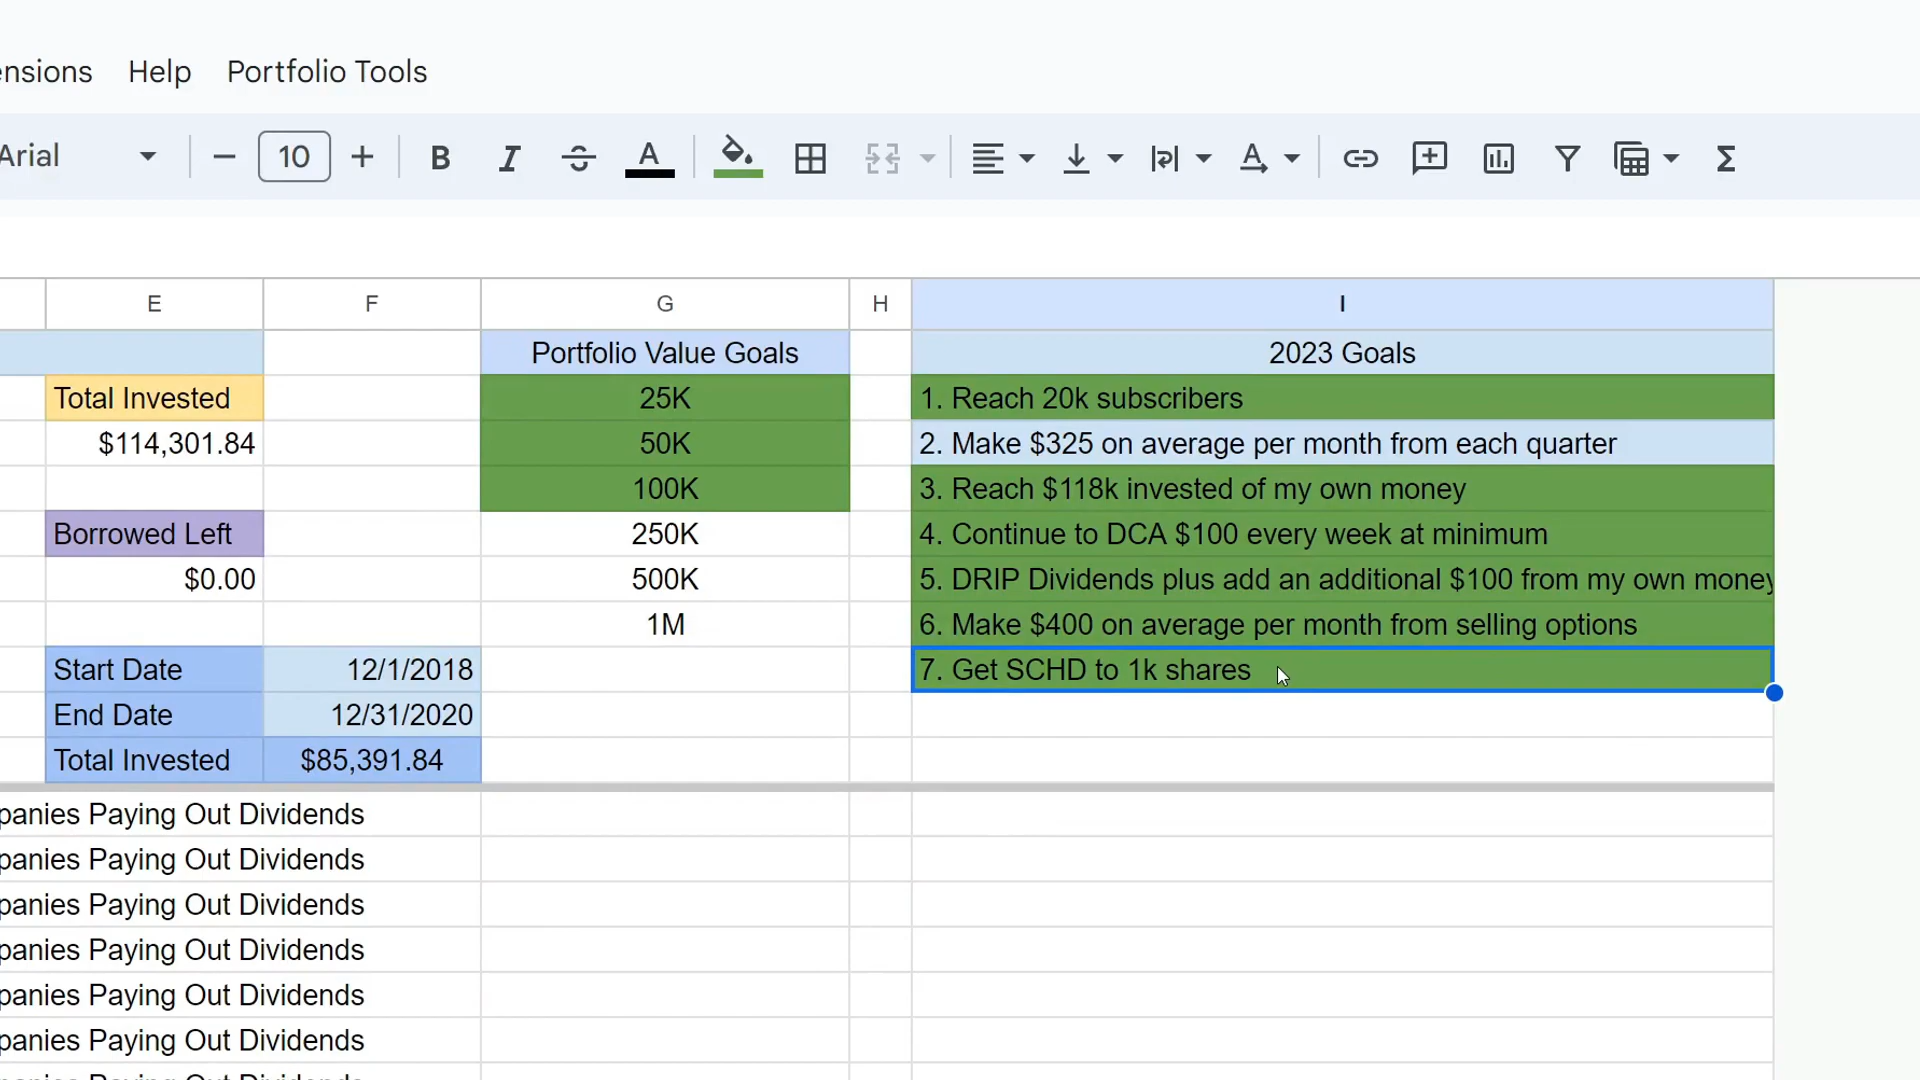 ensions Help Portfolio Tools
Arial 10 B I A A Σ
E F G H I
Portfolio Value Goals 2023 Goals
Total Invested 25K 1. Reach 20k subscribers
$114,301.84 50K 2. Make $325 on average per month from each quarter
100K 3. Reach $118k invested of my own money
Borrowed Left 250K 4. Continue to DCA $100 every week at minimum
$0.00 500K 5. DRIP Dividends plus add an additional $100 from my own money
1M 6. Make $400 on average per month from selling options
Start Date 12/1/2018 7. Get SCHD to 1k shares
End Date 12/31/2020
Total Invested $85,391.84
panies Paying Out Dividends
panies Paying Out Dividends
panies Paying Out Dividends
panies Paying Out Dividends
panies Paying Out Dividends
panies Paying Out Dividends